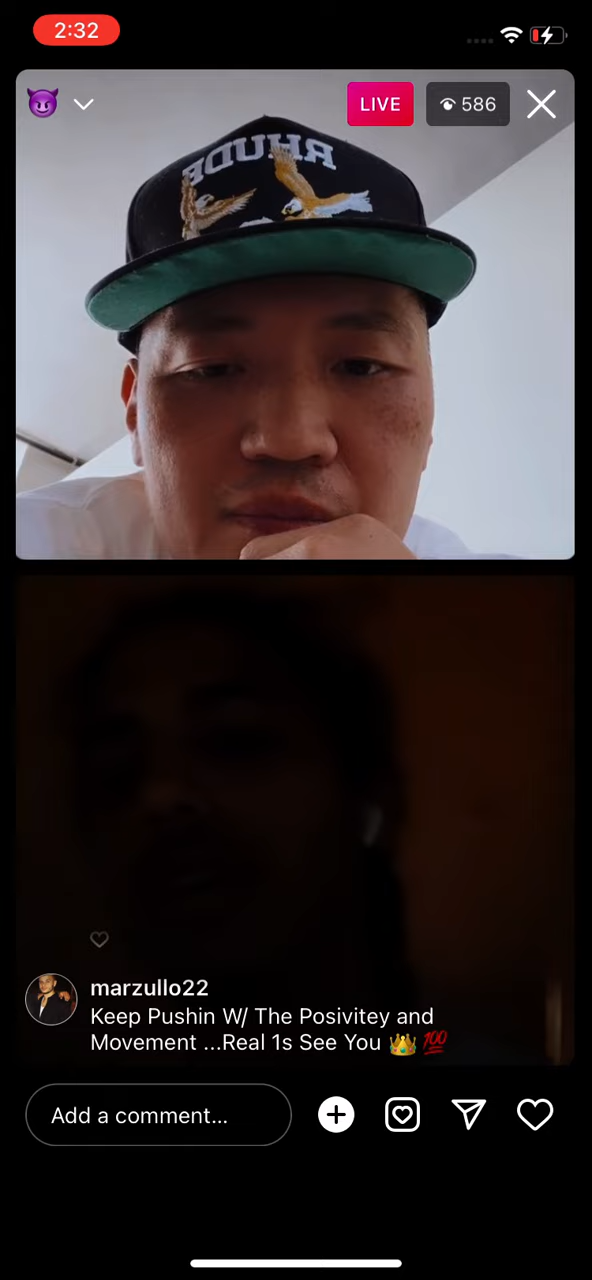 2:32
LIVE
586
RHUDE
marzullo22
Keep Pushin W/ The Posivitey and
Movement ...Real 1s See You 👑 💯
Add a comment...